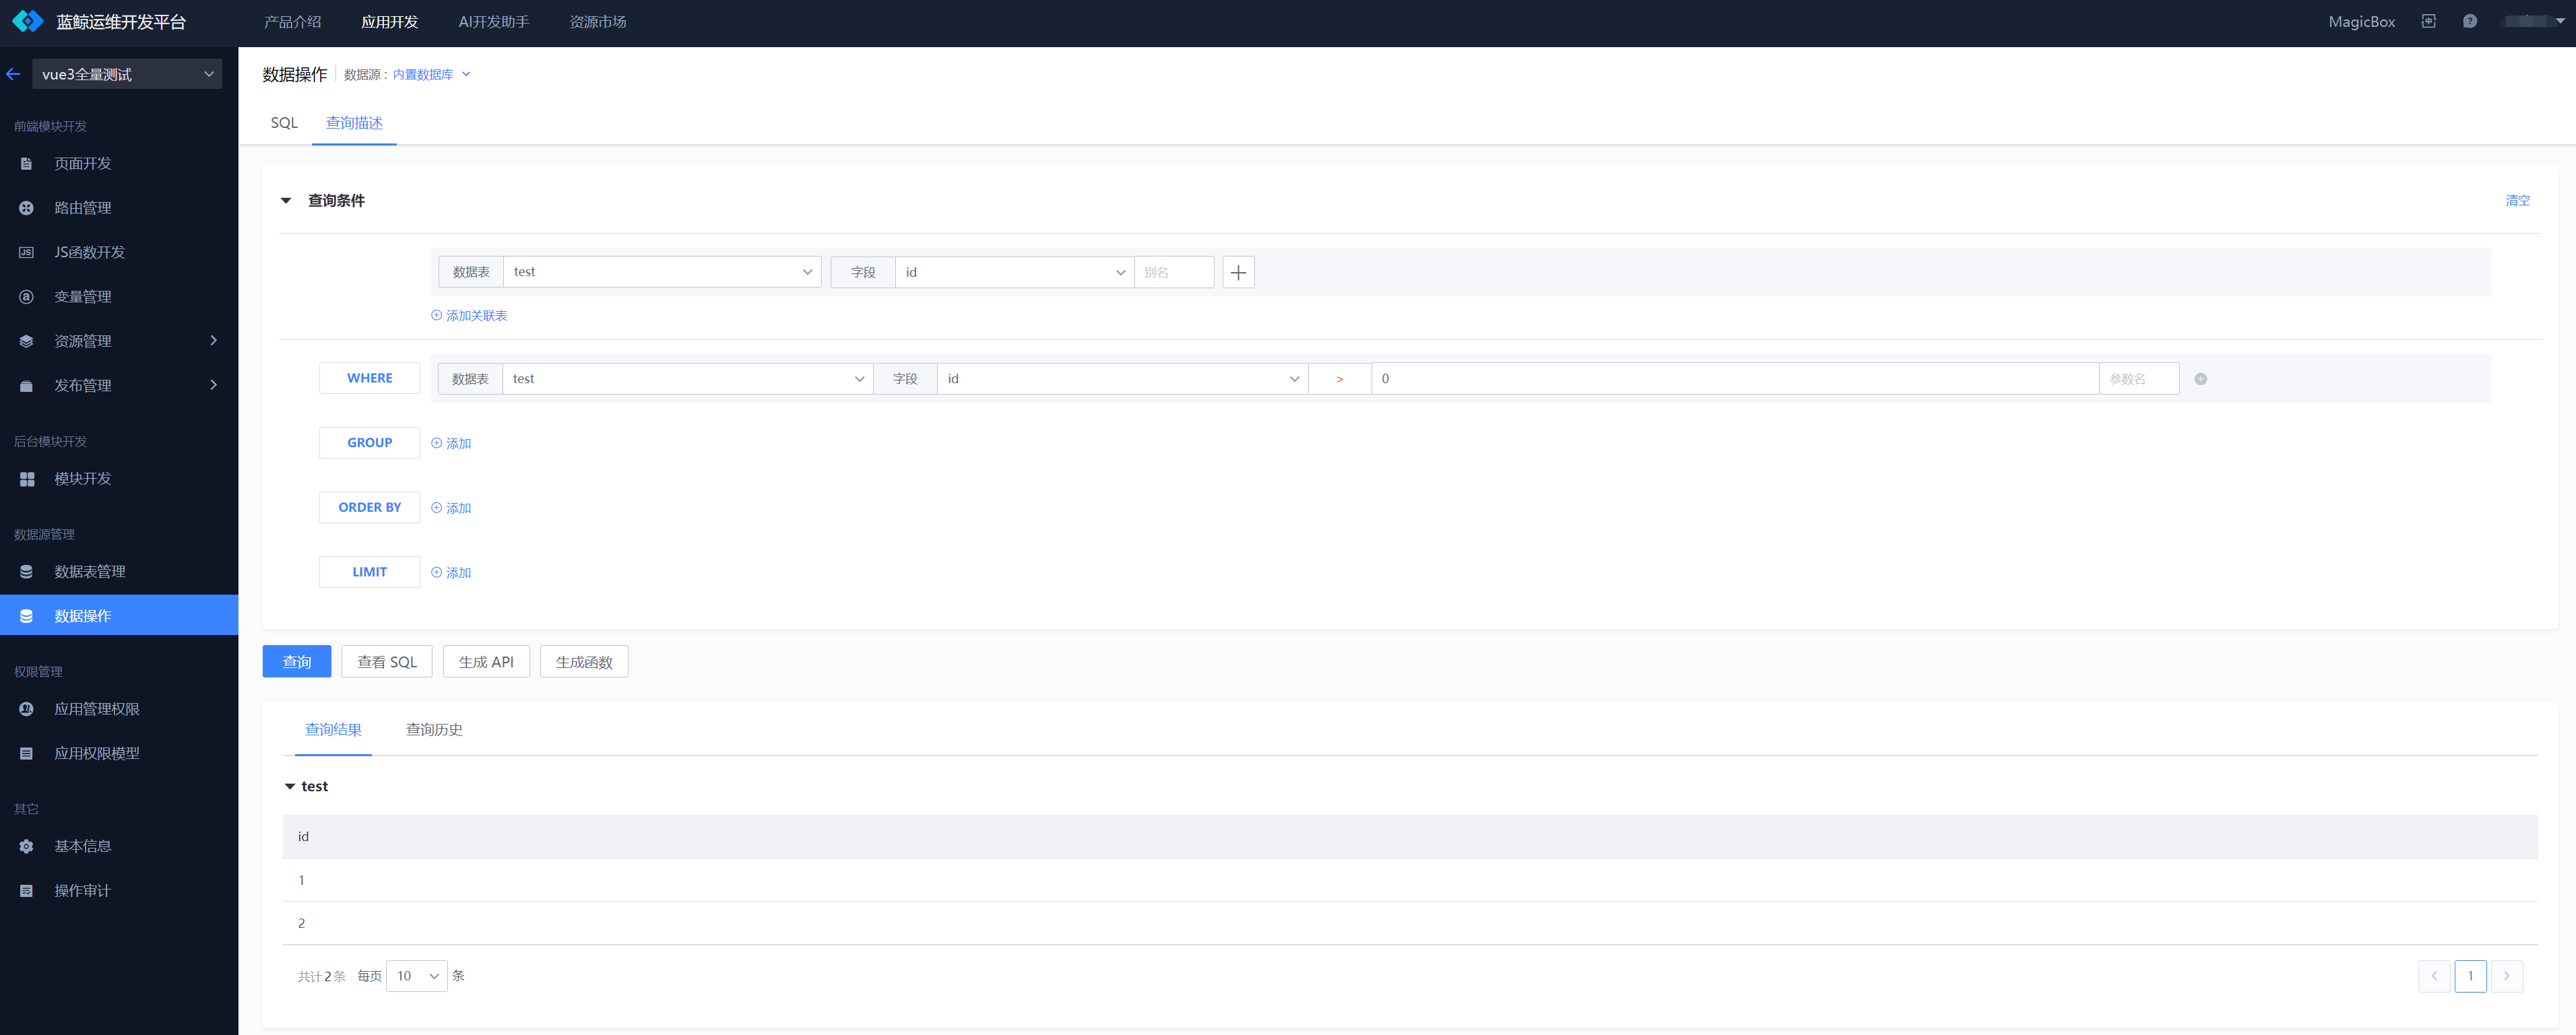 蓝鲸运维开发平台 产品介绍 应用开发 AI开发助手 资源市场 MagicBox
vue3全量测试
前端模块开发
页面开发
路由管理
JS函数开发
变量管理
资源管理
发布管理
后台模块开发
模块开发
数据源管理
数据表管理
数据操作
权限管理
应用管理权限
应用权限模型
其它
基本信息
操作审计
数据操作 数据源 : 内置数据库
SQL 查询描述
查询条件 清空
数据表 test 字段 id 别名
添加关联表
WHERE 数据表 test 字段 id > 0 参数名
GROUP 添加
ORDER BY 添加
LIMIT 添加
查询 查看 SQL 生成 API 生成函数
查询结果 查询历史
test
id
1
2
共计2条 每页 10 条 1